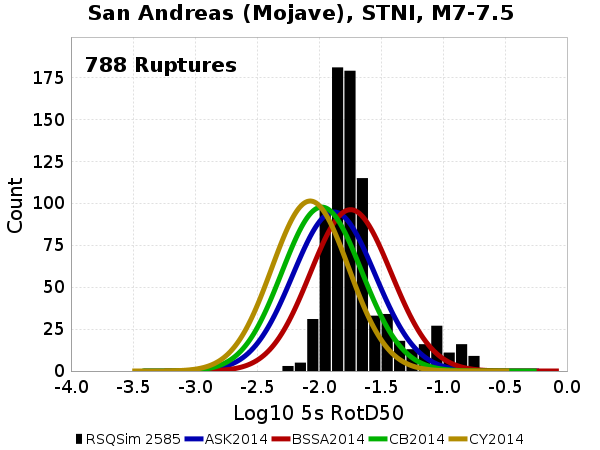 San Andreas (Mojave), STNI, M7-7.5
788 Ruptures
Count
175
150
125
100
75
50
25
0
-4.0 -3.5 -3.0 -2.5 -2.0 -1.5 -1.0 -0.5 0.0
Log10 5s RotD50
RSQSim 2585 ASK2014 BSSA2014 CB2014 CY2014